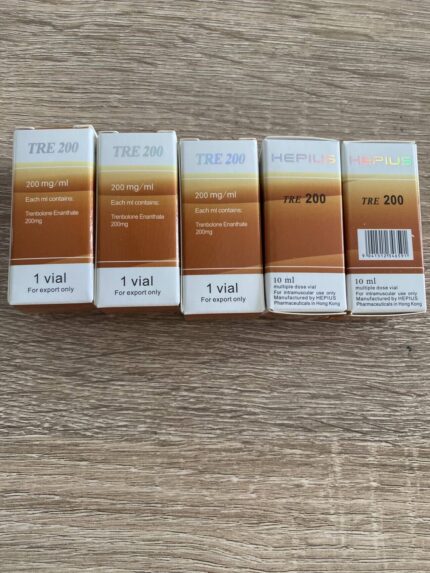 TRE 200
200 mg/ml
Each ml contains:
Trenbolone Enanthate
200mg
1 vial
For export only
TRE 200
200 mg/ml
Each ml contains:
Trenbolone Enanthate
200mg
1 vial
For export only
TRE 200
200 mg/ml
Each ml contains:
Trenbolone Enanthate
200mg
1 vial
For export only
HEPIUS
TRE 200
10 ml
multiple dose vial
For intramuscular use only
Manufactured by HEPIUS
Pharmaceuticals in Hong Kong
HEPIUS
TRE 200
10 ml
multiple dose vial
For intramuscular use only
Manufactured by HEPIUS
Pharmaceuticals in Hong Kong